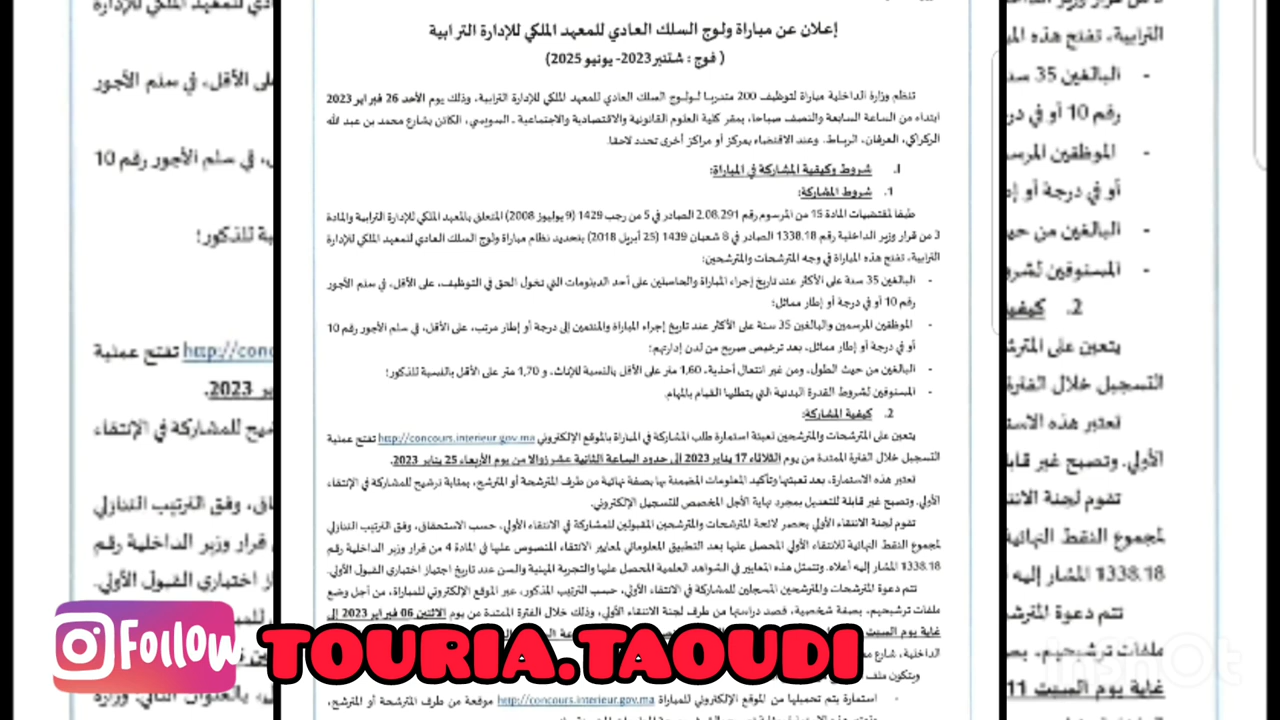 إعلان عن مباراة ولوج السلك العادي للمعهد الملكي للإدارة الترابية
( فوج : شتنبر2023- يونيو 2025)
تنظم وزارة الداخلية مباراة لتوظيف 200 متدربا لولوج السلك العادي للمعهد الملكي للإدارة الترابية، وذلك يوم الأحد 26 فبراير 2023
ابتداء من الساعة السابعة والنصف صباحا، بمقر كلية العلوم القانونية والاقتصادية والاجتماعية ـ السويسي، الكائن بشارع محمد بن عبد الله
الركراكي، العرفان، الرباط. وعند الاقتضاء بمركز أو مراكز أخرى تحدد لاحقا.
I. شروط وكيفية المشاركة في المباراة:
1. شروط المشاركة:
طبقا لمقتضيات المادة 15 من المرسوم رقم 2.08.291 الصادر في 5 من رجب 1429 (9 يوليوز 2008) المتعلق بالمعهد الملكي للإدارة الترابية والمادة
3 من قرار وزير الداخلية رقم 1338.18 الصادر في 8 شعبان 1439 (25 أبريل 2018) بتحديد نظام مباراة ولوج السلك العادي للمعهد الملكي للإدارة
الترابية، تفتح هذه المباراة في وجه المترشحات والمترشحين:
- البالغين 35 سنة على الأكثر عند تاريخ إجراء المباراة والحاصلين على أحد الدبلومات التي تخول الحق في التوظيف، على الأقل، في سلم الأجور
رقم 10 أو في درجة أو إطار مماثل؛
- الموظفين المرسمين والبالغين 35 سنة على الأكثر عند تاريخ إجراء المباراة والمنتمين إلى درجة أو إطار مرتب، على الأقل، في سلم الأجور رقم 10
أو في درجة أو إطار مماثل، بعد ترخيص صريح من لدن إدارتهم؛
- البالغين من حيث الطول، ومن غير انتعال أحذية، 1,60 متر على الأقل بالنسبة للإناث، و 1,70 متر على الأقل بالنسبة للذكور؛
- المستوفين لشروط القدرة البدنية التي يتطلبها القيام بالمهام.
2. كيفية المشاركة:
يتعين على المترشحات والمترشحين تعبئة استمارة طلب المشاركة في المباراة بالموقع الإلكتروني http://concours.interieur.gov.ma تفتح عملية
التسجيل خلال الفترة الممتدة من يوم الثلاثاء 17 يناير 2023 إلى حدود الساعة الثانية عشر زوالا من يوم الأربعاء 25 يناير 2023.
تعتبر هذه الاستمارة، بعد تعبئتها وتأكيد المعلومات المضمنة بها بصفة نهائية من طرف المترشحة أو المترشح، بمثابة ترشيح للمشاركة في الإنتقاء
الأولي. وتصبح غير قابلة للتعديل بمجرد نهاية الأجل المخصص للتسجيل الإلكتروني.
تقوم لجنة الانتقاء الأولي بحصر لائحة المترشحات والمترشحين المقبولين للمشاركة في الانتقاء الأولي، حسب الاستحقاق، وفق الترتيب التنازلي
لمجموع النقط النهائية للانتقاء الأولي المحصل عليها بعد التطبيق المعلوماتي لمعايير الانتقاء المنصوص عليها في المادة 4 من قرار وزير الداخلية رقم
1338.18 المشار إليه أعلاه. وتتمثل هذه المعايير في الشواهد العلمية المحصل عليها والتجربة المهنية والسن عند تاريخ اجتياز اختباري القبول الأولي.
تتم دعوة المترشحات والمترشحين المسجلين للمشاركة في الانتقاء الأولي، حسب الترتيب المذكور، عبر الموقع الإلكتروني للمباراة، من أجل وضع
ملفات ترشيحهم، بصفة شخصية، قصد دراستها من طرف لجنة الانتقاء الأولي، وذلك خلال الفترة الممتدة من يوم الاثنين 06 فبراير 2023 إلى
غاية يوم السبت
الداخلية، شارع
ويتكون ملف
- استمارة يتم تحميلها من الموقع الإلكتروني للمباراة http://concours.interieur.gov.ma موقعة من طرف المترشحة أو المترشح،
Follow
TOURIA.TAOUDI
InShOt